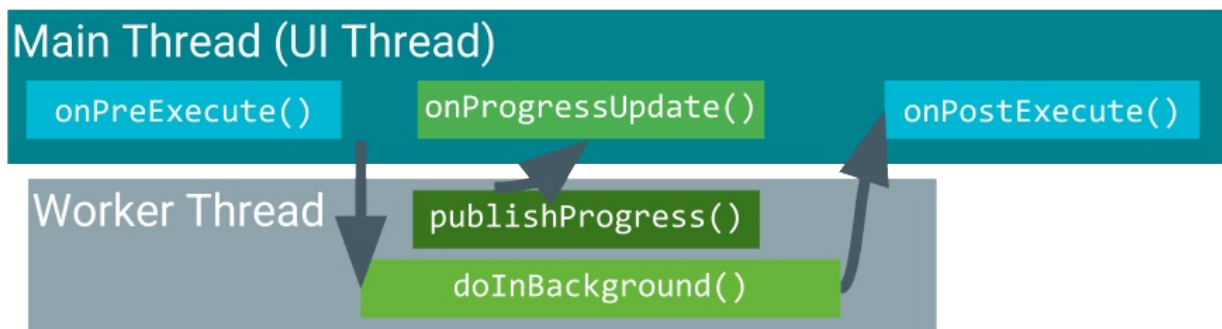 Main Thread (UI Thread)
onPreExecute()
onProgressUpdate()
onPostExecute()
Worker Thread
publishProgress()
doInBackground()